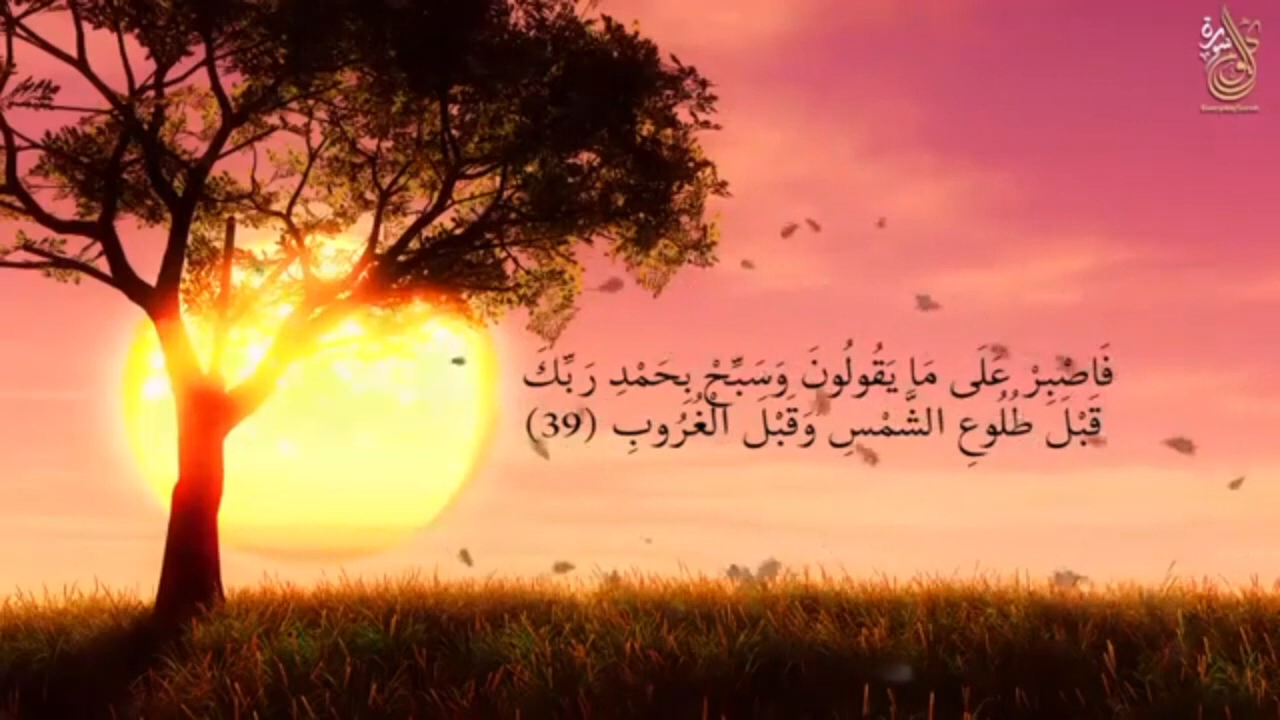 فَاصْبِرْ عَلَى مَا يَقُولُونَ وَسَبِّحْ بِحَمْدِ رَبِّكَ
قَبْلَ طُلُوعِ الشَّمْسِ وَقَبْلَ الْغُرُوبِ (39)